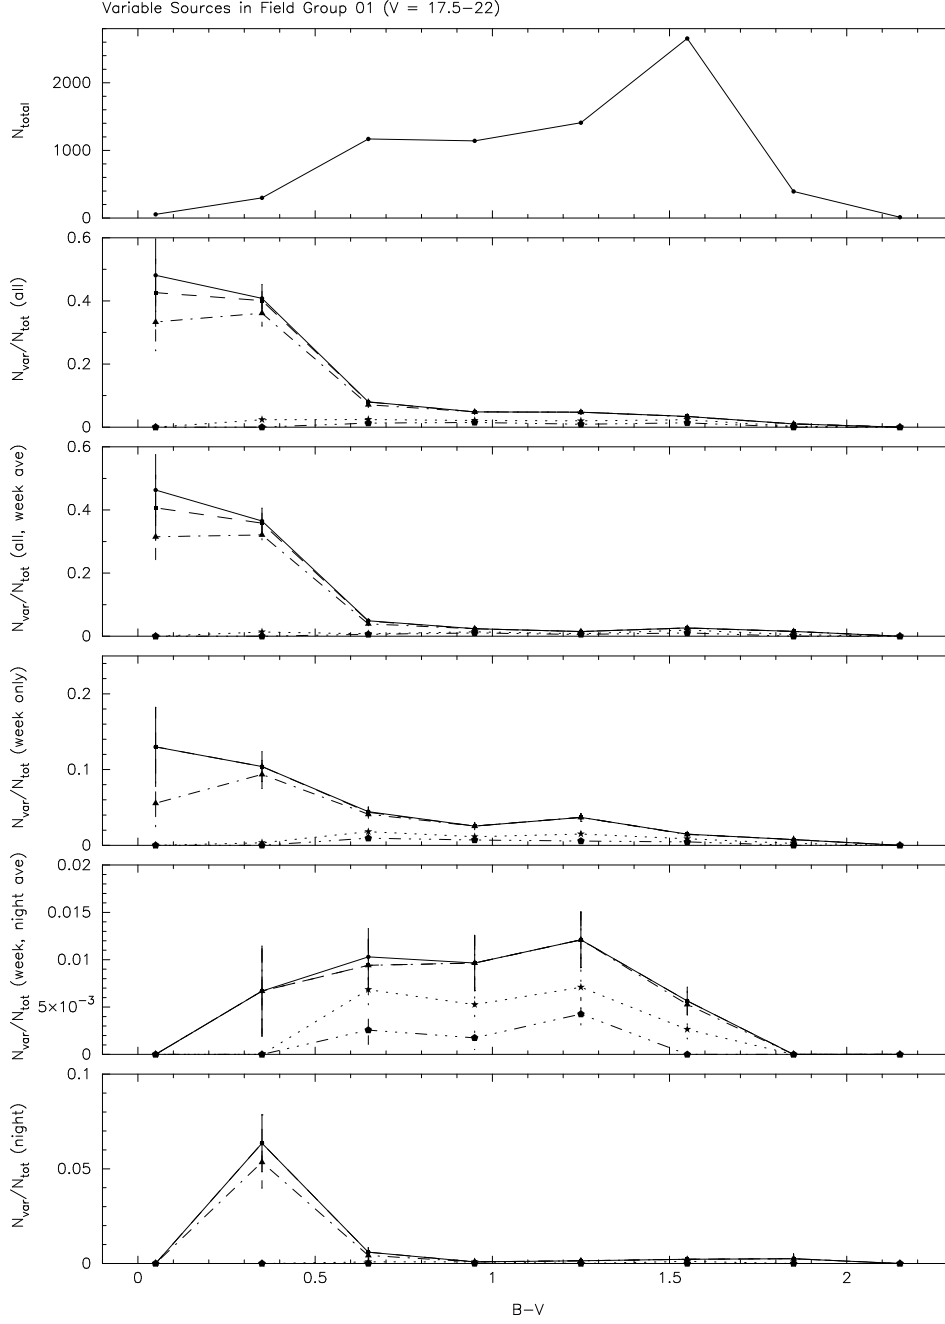 Variable Sources in Field Group 01 (V = 17.5−22)
N_total
2000
1000
0
N_var/N_tot (all)
0.6
0.4
0.2
0
N_var/N_tot (all, week ave)
0.6
0.4
0.2
0
N_var/N_tot (week only)
0.2
0.1
0
N_var/N_tot (week, night ave)
0.02
0.015
0.01
5×10⁻³
0
N_var/N_tot (night)
0.1
0.05
0
0 0.5 1 1.5 2
B−V